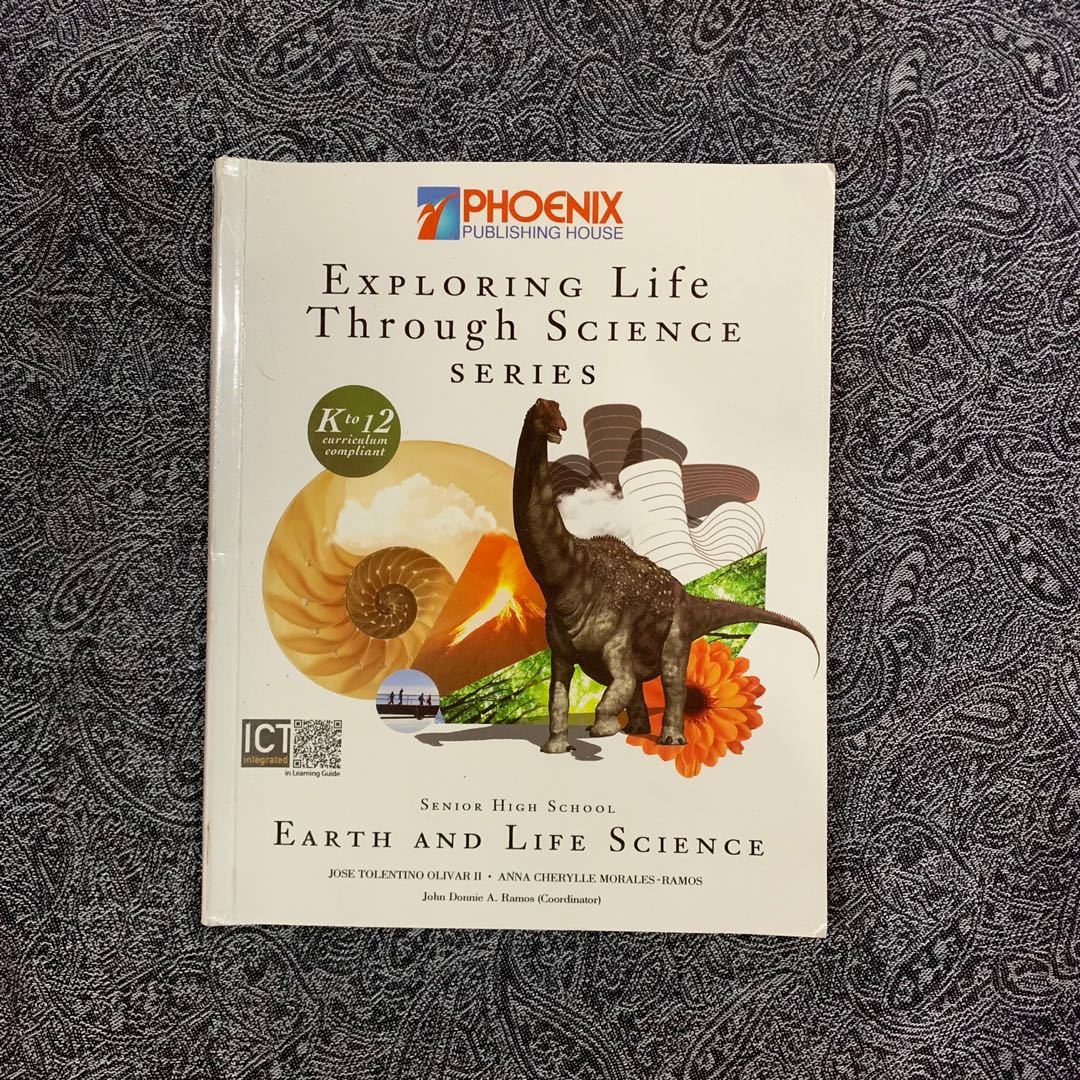 PHOENIX
PUBLISHING HOUSE
EXPLORING LIFE
THROUGH SCIENCE
SERIES
K to 12
curriculum
compliant
ICT
integrated
in Learning Guide
SENIOR HIGH SCHOOL
EARTH AND LIFE SCIENCE
JOSE TOLENTINO OLIVAR II • ANNA CHERYLLE MORALES-RAMOS
John Donnie A. Ramos (Coordinator)